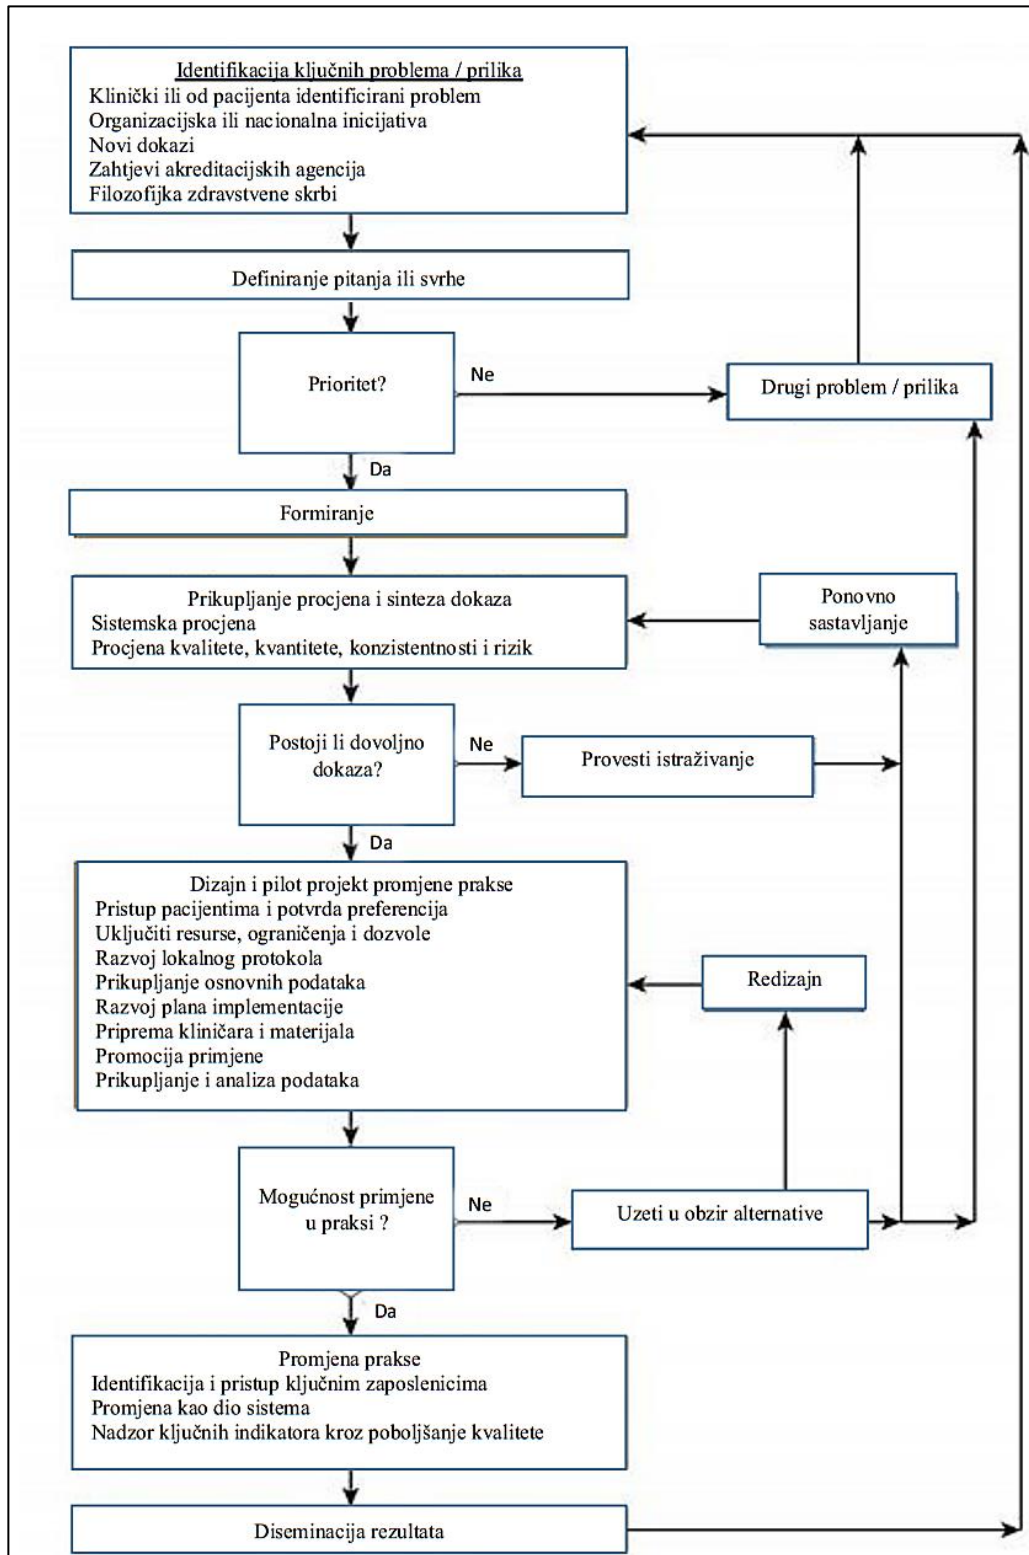 Identifikacija ključnih problema / prilika
Klinički ili od pacijenta identificirani problem
Organizacijska ili nacionalna inicijativa
Novi dokazi
Zahtjevi akreditacijskih agencija
Filozofijka zdravstvene skrbi
Definiranje pitanja ili svrhe
Prioritet?
Ne
Drugi problem / prilika
Da
Formiranje
Prikupljanje procjena i sinteza dokaza
Sistemska procjena
Procjena kvalitete, kvantitete, konzistentnosti i rizik
Ponovno
sastavljanje
Postoji li dovoljno
dokaza?
Ne
Provesti istraživanje
Da
Dizajn i pilot projekt promjene prakse
Pristup pacijentima i potvrda preferencija
Uključiti resurse, ograničenja i dozvole
Razvoj lokalnog protokola
Prikupljanje osnovnih podataka
Razvoj plana implementacije
Priprema kliničara i materijala
Promocija primjene
Prikupljanje i analiza podataka
Redizajn
Mogućnost primjene
u praksi ?
Ne
Uzeti u obzir alternative
Da
Promjena prakse
Identifikacija i pristup ključnim zaposlenicima
Promjena kao dio sistema
Nadzor ključnih indikatora kroz poboljšanje kvalitete
Diseminacija rezultata